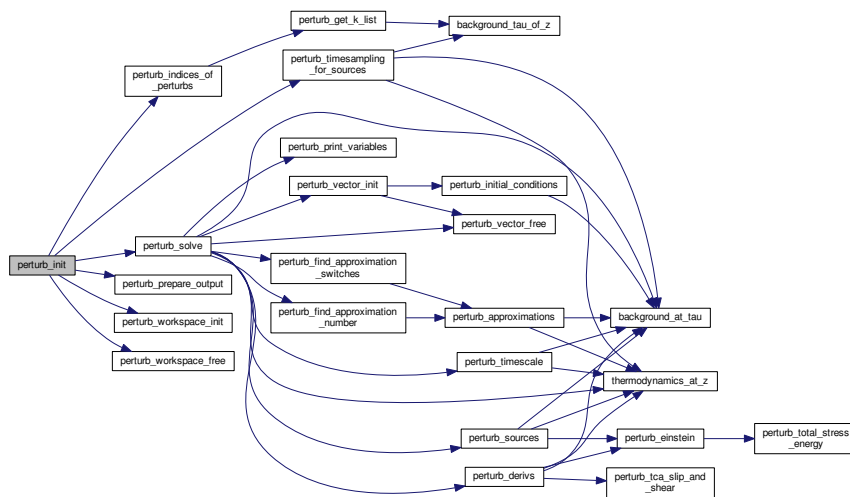 perturb_get_k_list
background_tau_of_z
perturb_timesampling
_for_sources
perturb_indices_of
_perturbs
perturb_print_variables
perturb_vector_init
perturb_initial_conditions
perturb_vector_free
perturb_solve
perturb_init
perturb_find_approximation
_switches
perturb_prepare_output
perturb_find_approximation
_number
perturb_approximations
background_at_tau
perturb_workspace_init
perturb_workspace_free
perturb_timescale
thermodynamics_at_z
perturb_sources
perturb_einstein
perturb_total_stress
_energy
perturb_derivs
perturb_tca_slip_and
_shear